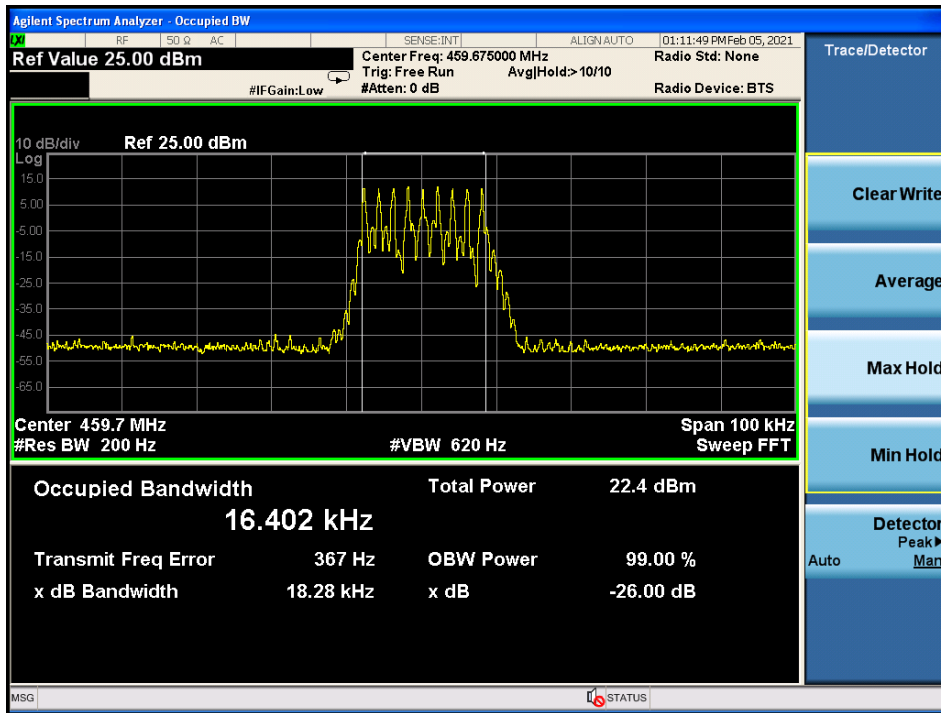 Agilent Spectrum Analyzer - Occupied BW
LXI RF 50 Ω AC SENSE:INT ALIGN AUTO 01:11:49 PM Feb 05, 2021
Ref Value 25.00 dBm
Center Freq: 459.675000 MHz
Radio Std: None
Trig: Free Run Avg|Hold:> 10/10
#IFGain:Low #Atten: 0 dB Radio Device: BTS
10 dB/div Ref 25.00 dBm
Log
15.0
5.00
-5.00
-15.0
-25.0
-35.0
-45.0
-55.0
-65.0
Center 459.7 MHz Span 100 kHz
#Res BW 200 Hz #VBW 620 Hz Sweep FFT
Occupied Bandwidth Total Power 22.4 dBm
16.402 kHz
Transmit Freq Error 367 Hz OBW Power 99.00 %
x dB Bandwidth 18.28 kHz x dB -26.00 dB
Trace/Detector
Clear Write
Average
Max Hold
Min Hold
Detector
Peak▶
Auto Man
MSG STATUS